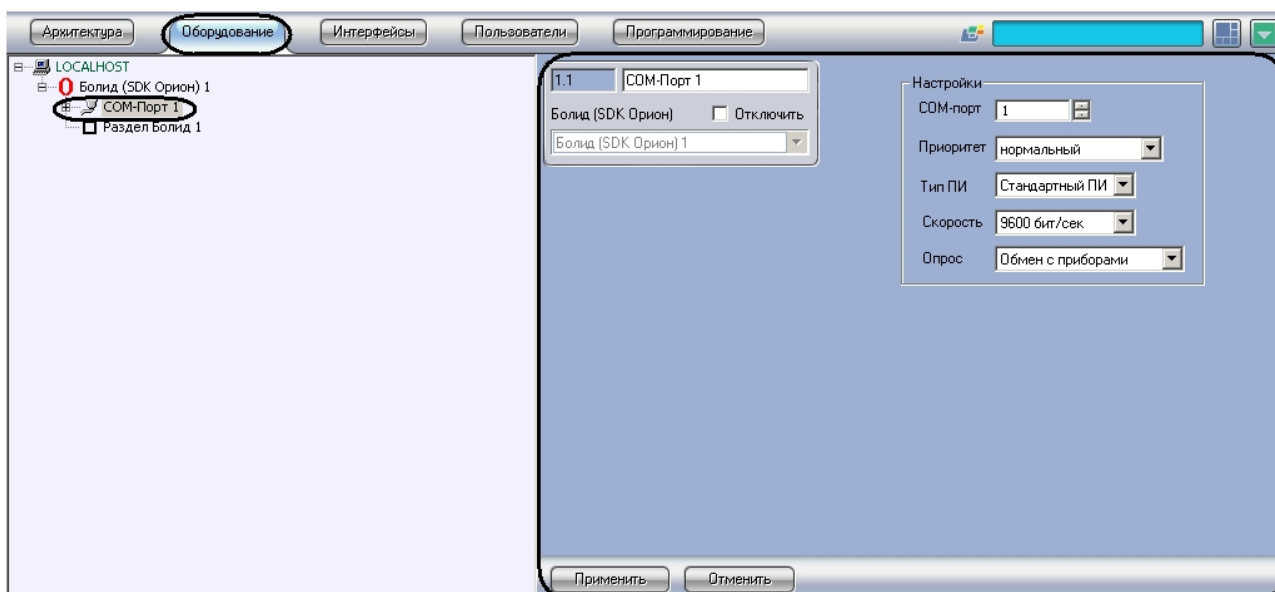 Архитектура Оборудование Интерфейсы Пользователи Программирование
LOCALHOST
Болид (SDK Орион) 1
COM-Порт 1
Раздел Болид 1
1.1 COM-Порт 1
Болид (SDK Орион) Отключить
Болид (SDK Орион) 1
Настройки
COM-порт 1
Приоритет нормальный
Тип ПИ Стандартный ПИ
Скорость 9600 бит/сек
Опрос Обмен с приборами
Применить Отменить